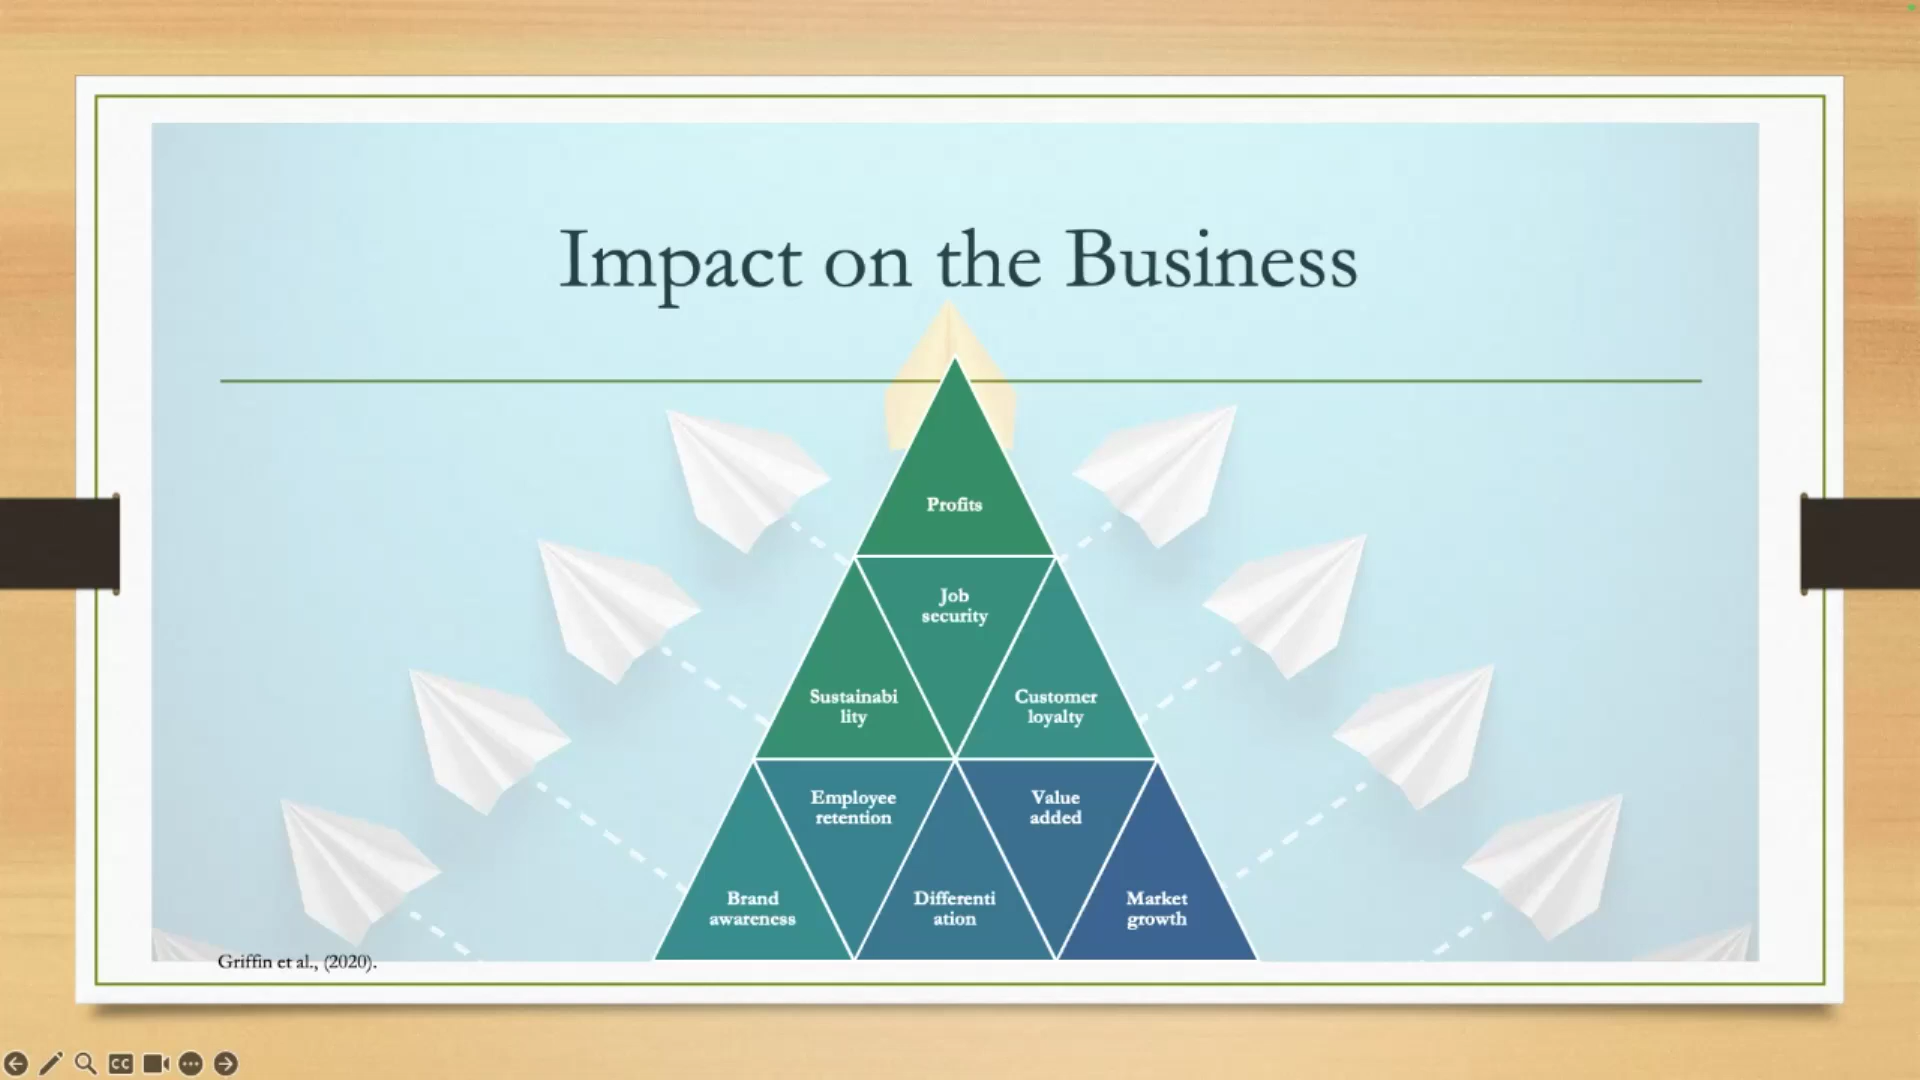 Impact on the Business
Profits
Job
security
Sustainabi
lity
Customer
loyalty
Employee
retention
Value
added
Brand
awareness
Differenti
ation
Market
growth
Griffin et al., (2020).
CC